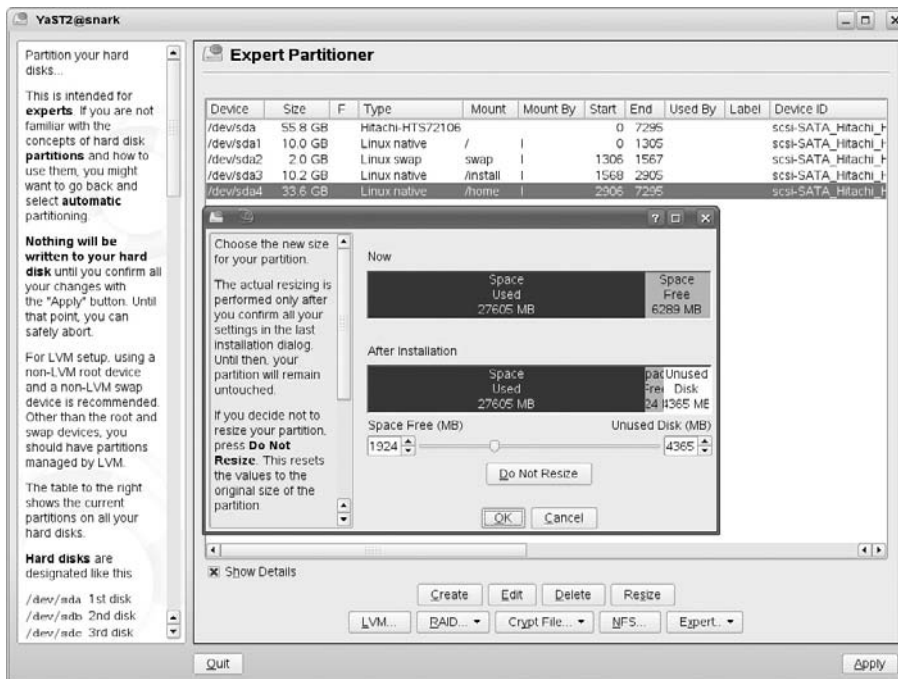 YaST2@snark
Partition your hard
disks...
This is intended for
experts. If you are not
familiar with the
concepts of hard disk
partitions and how to
use them, you might
want to go back and
select automatic
partitioning.
Nothing will be
written to your hard
disk until you confirm all
your changes with
the "Apply" button. Until
that point, you can
safely abort.
For LVM setup, using a
non-LVM root device
and a non-LVM swap
device is recommended.
Other than the root and
swap devices, you
should have partitions
managed by LVM.
The table to the right
shows the current
partitions on all your
hard disks.
Hard disks are
designated like this
/dev/sda 1st disk
/dev/sdb 2nd disk
/dev/sdc 3rd disk
Expert Partitioner
Device Size F Type Mount Mount By Start End Used By Label Device ID
/dev/sda 55.8 GB Hitachi-HTS72106 0 7295 scsi-SATA_Hitachi_H
/dev/sda1 10.0 GB Linux native / I 0 1305 scsi-SATA_Hitachi_H
/dev/sda2 2.0 GB Linux swap swap I 1306 1567 scsi-SATA_Hitachi_H
/dev/sda3 10.2 GB Linux native /install I 1568 2905 scsi-SATA_Hitachi_H
/dev/sda4 33.6 GB Linux native /home I 2906 7295 scsi-SATA_Hitachi_H
Choose the new size
for your partition.
The actual resizing is
performed only after
you confirm all your
settings in the last
installation dialog.
Until then, your
partition will remain
untouched.
If you decide not to
resize your partition,
press Do Not
Resize. This resets
the values to the
original size of the
partition.
Now
Space
Used
27605 MB
Space
Free
6289 MB
After Installation
Space
Used
27605 MB
pac
Free
24
Unused
Disk
4365 MB
Space Free (MB) Unused Disk (MB)
1924 4365
Do Not Resize
OK Cancel
Show Details
Create Edit Delete Resize
LVM... RAID... Crypt File... NFS... Expert..
Quit Apply